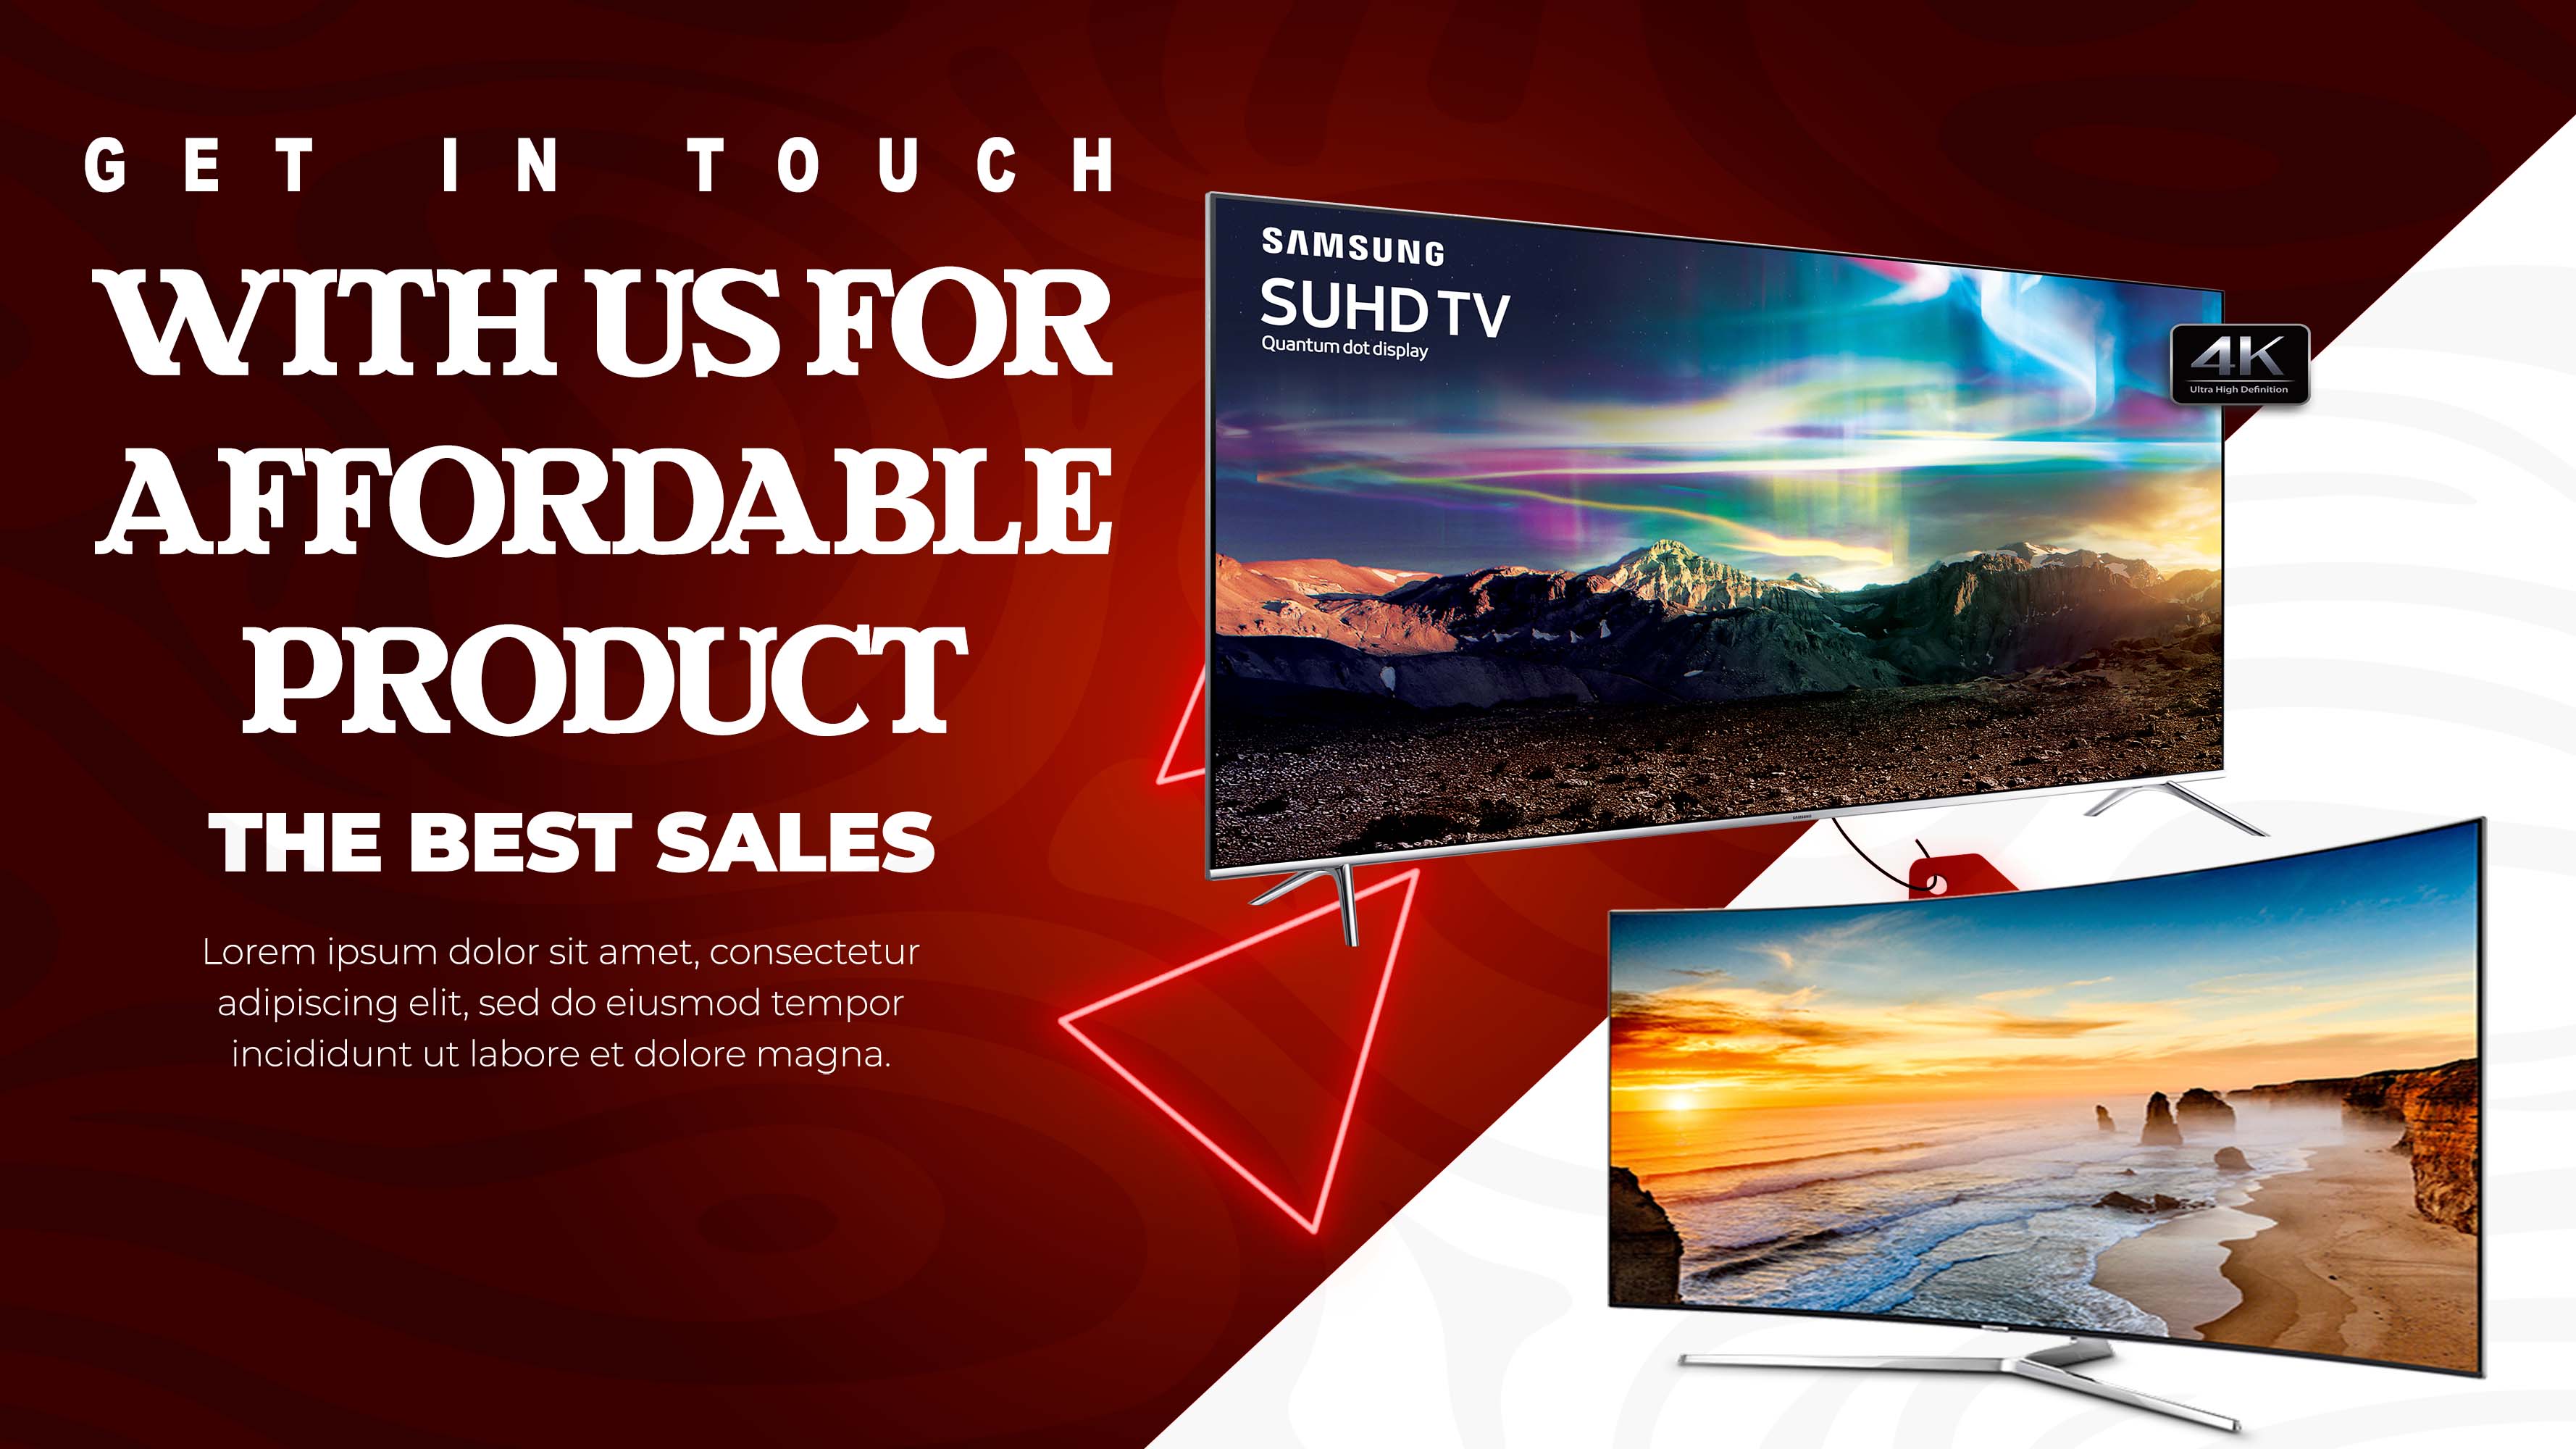 GET IN TOUCH
WITH US FOR
AFFORDABLE
PRODUCT
THE BEST SALES
Lorem ipsum dolor sit amet, consectetur
adipiscing elit, sed do eiusmod tempor
incididunt ut labore et dolore magna.
SAMSUNG
SUHD TV
Quantum dot display
4K
Ultra High Definition
SAMSUNG